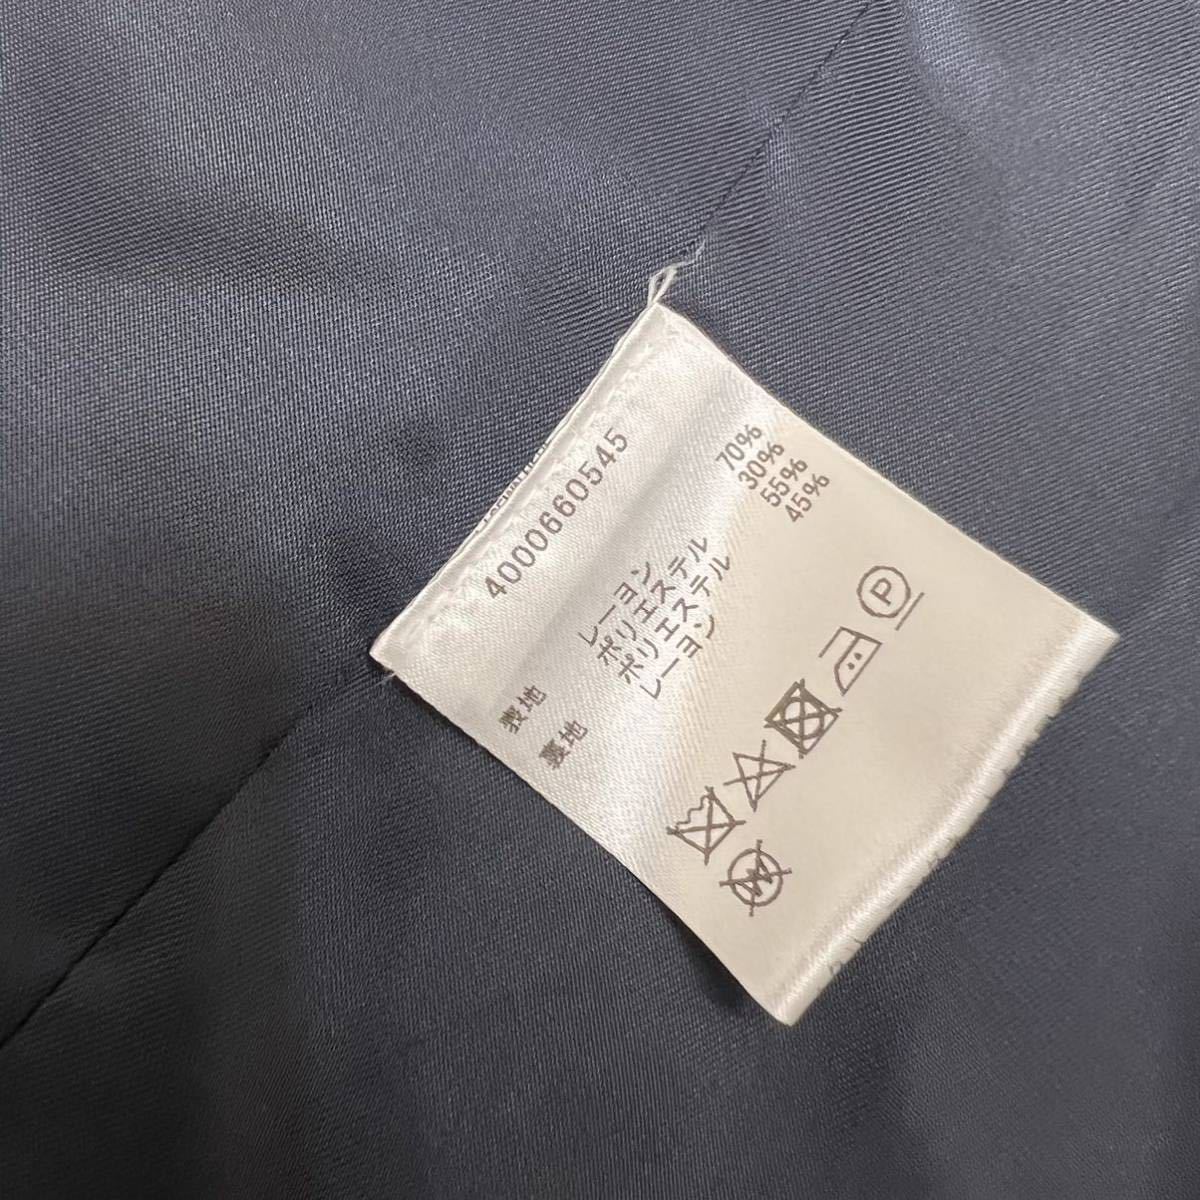 4000660545
表地 レーヨン 70%
ポリエステル 30%
裏地 ポリエステル 55%
レーヨン 45%
P
W